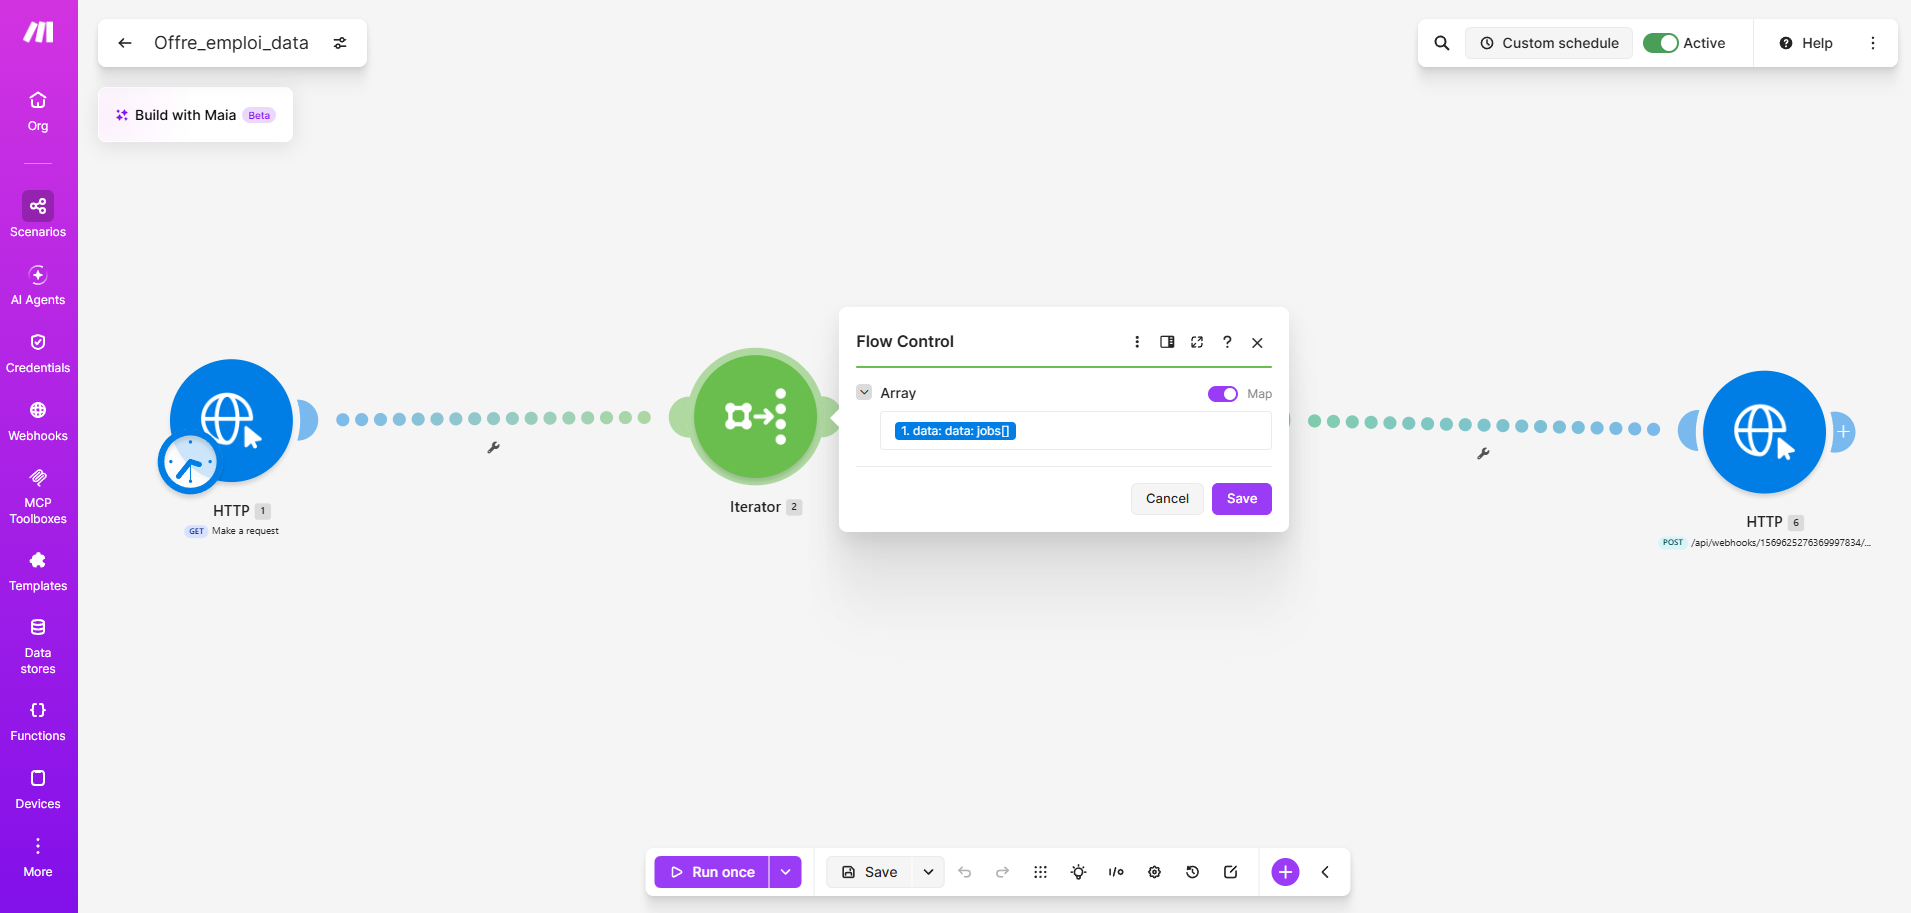 Offre_emploi_data
Custom schedule
Active
Help
Build with Maia Beta
Org
Scenarios
AI Agents
Credentials
Webhooks
MCP
Toolboxes
Templates
Data
stores
Functions
Devices
More
HTTP 1
GET Make a request
Iterator 2
Flow Control
Array
Map
1. data: data: jobs[]
Cancel
Save
HTTP 6
POST /api/webhooks/1569625276369997834/...
Run once
Save